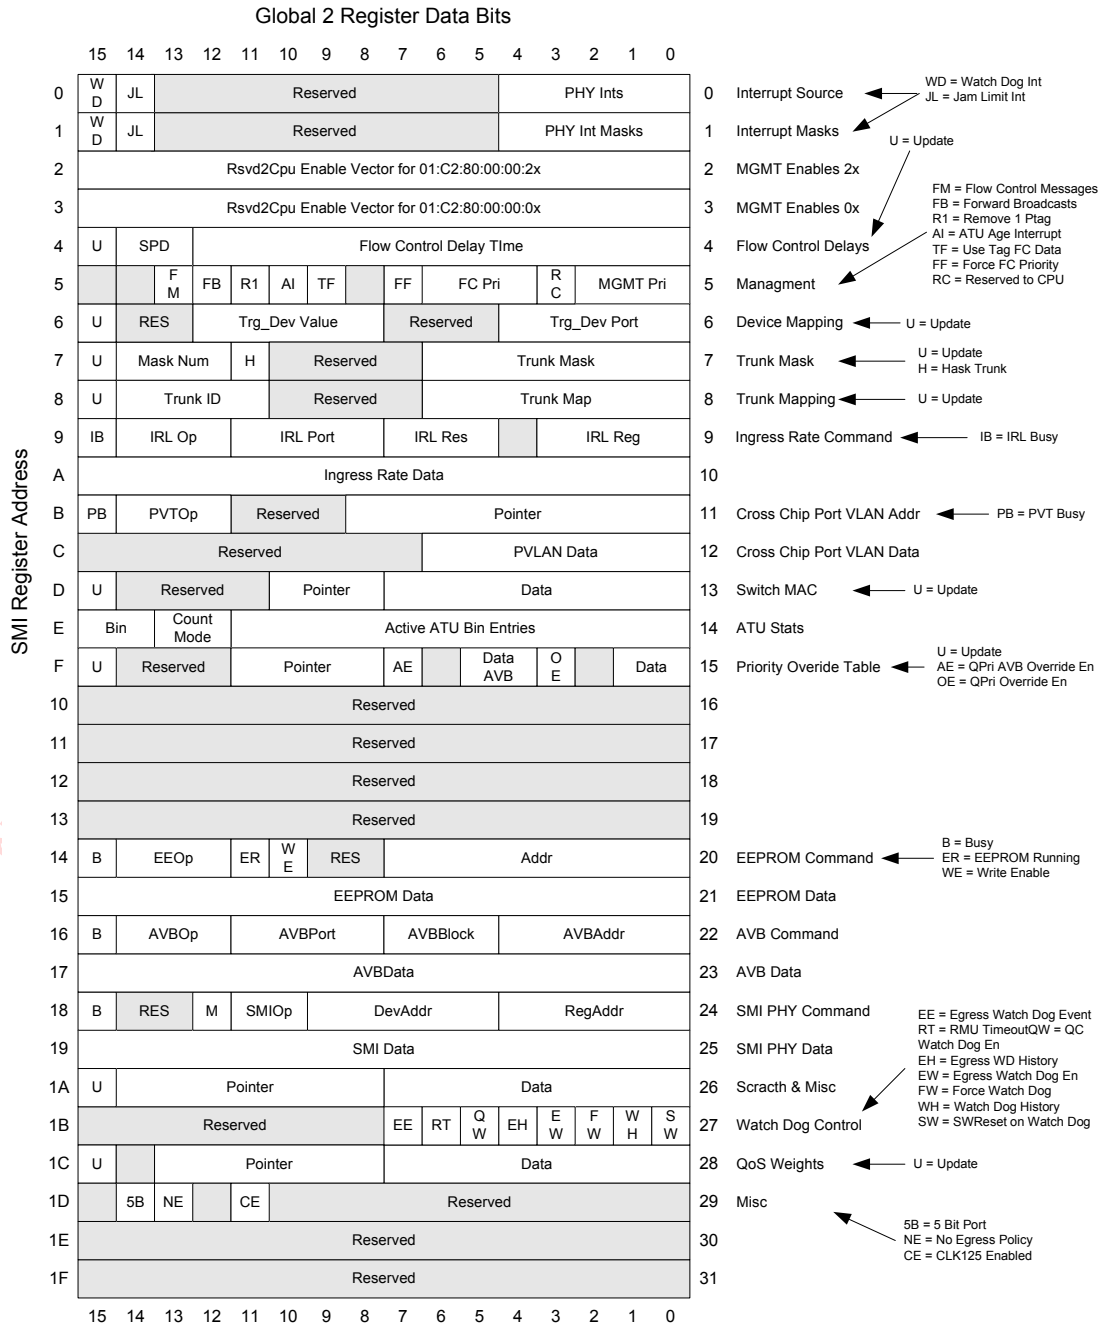 Global 2 Register Data Bits
15 14 13 12 11 10 9 8 7 6 5 4 3 2 1 0
SMI Register Address
0 WD JL Reserved PHY Ints 0 Interrupt Source
WD = Watch Dog Int
JL = Jam Limit Int
1 WD JL Reserved PHY Int Masks 1 Interrupt Masks
U = Update
2 Rsvd2Cpu Enable Vector for 01:C2:80:00:00:2x 2 MGMT Enables 2x
3 Rsvd2Cpu Enable Vector for 01:C2:80:00:00:0x 3 MGMT Enables 0x
FM = Flow Control Messages
FB = Forward Broadcasts
R1 = Remove 1 Ptag
AI = ATU Age Interrupt
TF = Use Tag FC Data
FF = Force FC Priority
RC = Reserved to CPU
4 U SPD Flow Control Delay TIme 4 Flow Control Delays
5 FM FB R1 AI TF FF FC Pri RC MGMT Pri 5 Managment
6 U RES Trg_Dev Value Reserved Trg_Dev Port 6 Device Mapping
U = Update
7 U Mask Num H Reserved Trunk Mask 7 Trunk Mask
U = Update
H = Hask Trunk
8 U Trunk ID Reserved Trunk Map 8 Trunk Mapping
U = Update
9 IB IRL Op IRL Port IRL Res IRL Reg 9 Ingress Rate Command
IB = IRL Busy
A Ingress Rate Data 10
B PB PVTOp Reserved Pointer 11 Cross Chip Port VLAN Addr
PB = PVT Busy
C Reserved PVLAN Data 12 Cross Chip Port VLAN Data
D U Reserved Pointer Data 13 Switch MAC
U = Update
E Bin Count Mode Active ATU Bin Entries 14 ATU Stats
F U Reserved Pointer AE Data AVB OE Data 15 Priority Overide Table
U = Update
AE = QPri AVB Override En
OE = QPri Override En
10 Reserved 16
11 Reserved 17
12 Reserved 18
13 Reserved 19
14 B EEOp ER WE RES Addr 20 EEPROM Command
B = Busy
ER = EEPROM Running
WE = Write Enable
15 EEPROM Data 21 EEPROM Data
16 B AVBOp AVBPort AVBBlock AVBAddr 22 AVB Command
17 AVBData 23 AVB Data
18 B RES M SMIOp DevAddr RegAddr 24 SMI PHY Command
19 SMI Data 25 SMI PHY Data
1A U Pointer Data 26 Scracth & Misc
EE = Egress Watch Dog Event
RT = RMU TimeoutQW = QC
Watch Dog En
EH = Egress WD History
EW = Egress Watch Dog En
FW = Force Watch Dog
WH = Watch Dog History
SW = SWReset on Watch Dog
1B Reserved EE RT QW EH EW FW WH SW 27 Watch Dog Control
1C U Pointer Data 28 QoS Weights
U = Update
1D 5B NE CE Reserved 29 Misc
5B = 5 Bit Port
NE = No Egress Policy
CE = CLK125 Enabled
1E Reserved 30
1F Reserved 31
15 14 13 12 11 10 9 8 7 6 5 4 3 2 1 0